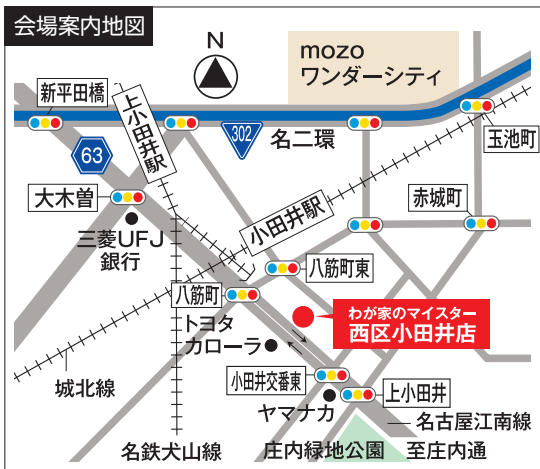 会場案内地図
N
mozo
ワンダーシティ
新平田橋
上小田井駅
302
名二環
玉池町
63
大木曽
三菱UFJ
銀行
小田井駅
赤城町
八筋町東
八筋町
トヨタ
カローラ
わが家のマイスター
西区小田井店
城北線
小田井交番東
上小田井
ヤマナカ
名古屋江南線
名鉄犬山線
庄内緑地公園
至庄内通